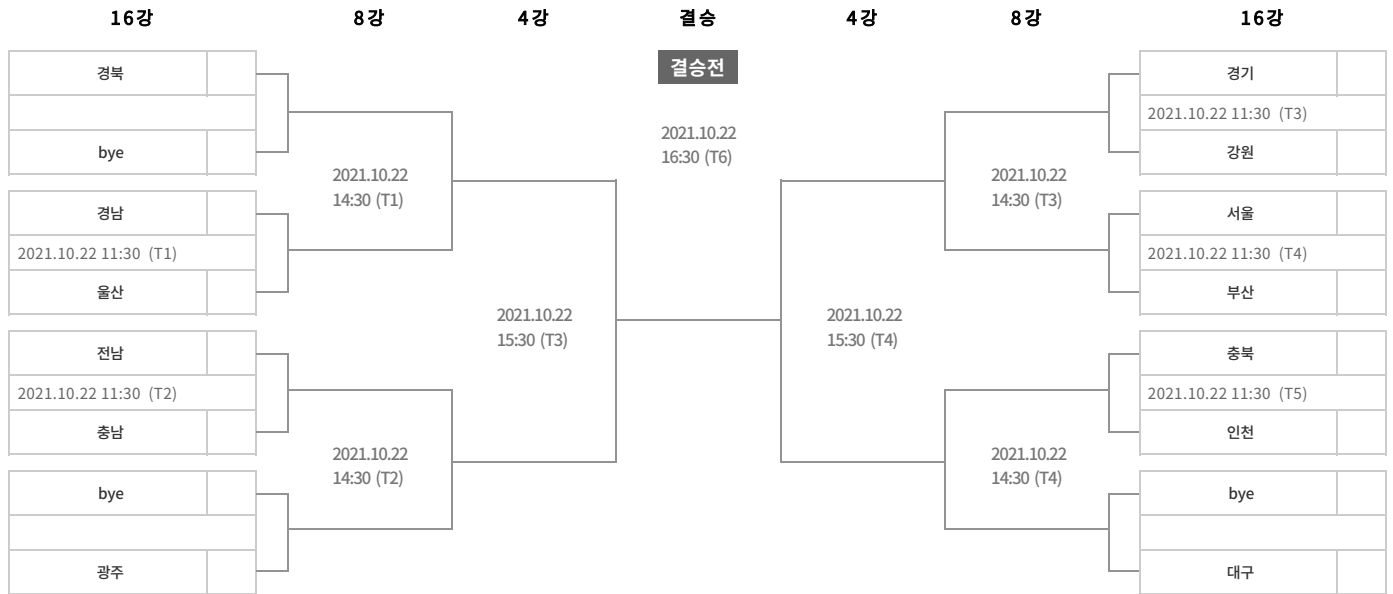 16강 8강 4강 결승 4강 8강 16강
결승전
경북
bye
경남
2021.10.22 11:30 (T1)
울산
전남
2021.10.22 11:30 (T2)
충남
bye
광주
2021.10.22
14:30 (T1)
2021.10.22
14:30 (T2)
2021.10.22
15:30 (T3)
2021.10.22
16:30 (T6)
2021.10.22
15:30 (T4)
2021.10.22
14:30 (T3)
2021.10.22
14:30 (T4)
경기
2021.10.22 11:30 (T3)
강원
서울
2021.10.22 11:30 (T4)
부산
충북
2021.10.22 11:30 (T5)
인천
bye
대구